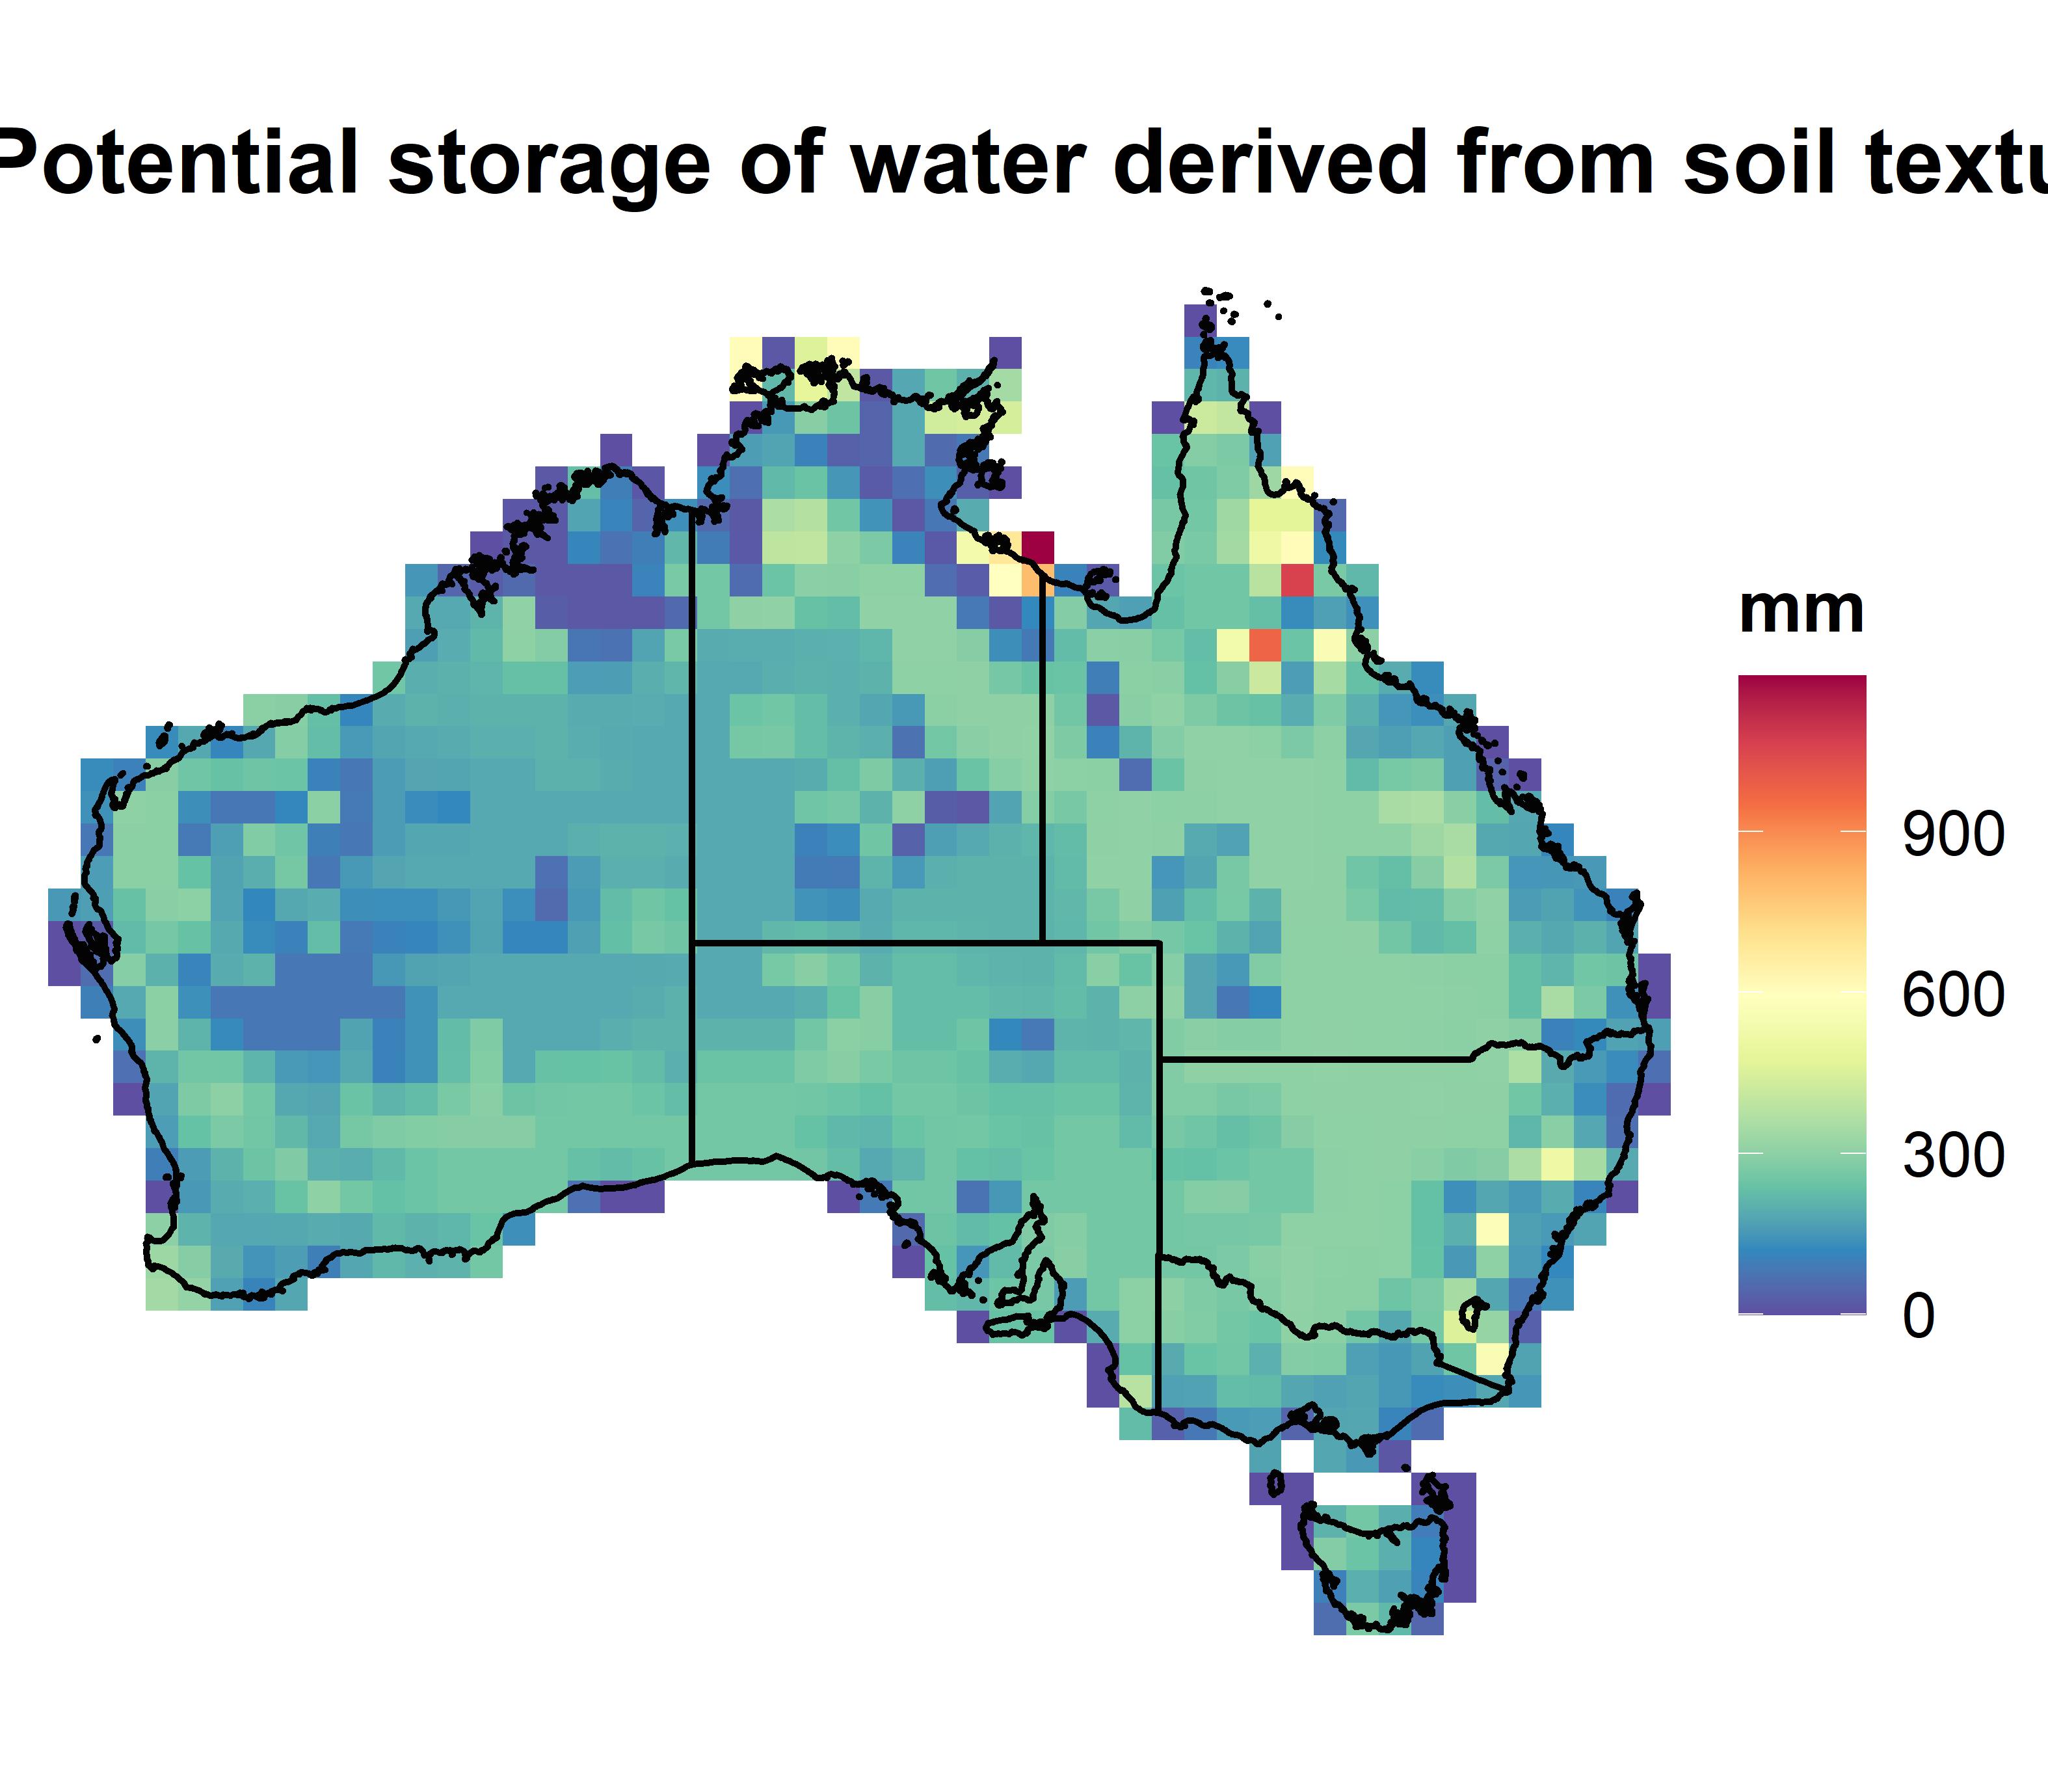 Potential storage of water derived from soil textu
mm
900
600
300
0